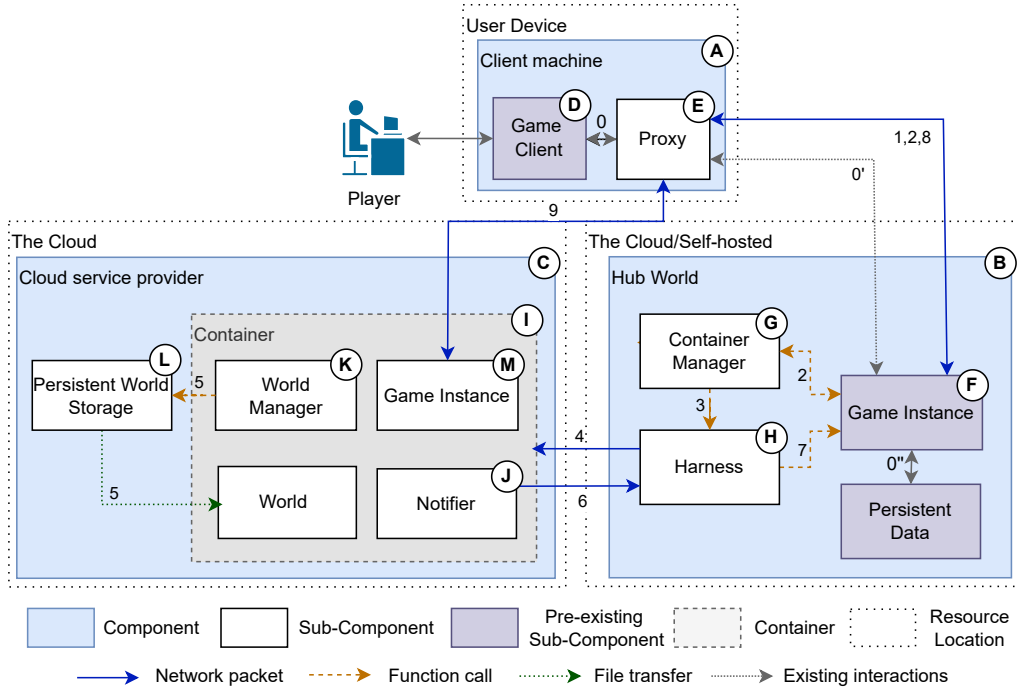 User Device
A
Client machine
D
E
Game
Client
0
Proxy
1,2,8
0'
Player
9
The Cloud
The Cloud/Self-hosted
C
B
Cloud service provider
Hub World
I
Container
G
Container
Manager
L
K
M
Persistent World
Storage
5
World
Manager
Game Instance
2
F
Game Instance
3
H
4
7
Harness
0''
J
5
World
Notifier
6
Persistent
Data
Component
Sub-Component
Pre-existing
Sub-Component
Container
Resource
Location
Network packet
Function call
File transfer
Existing interactions